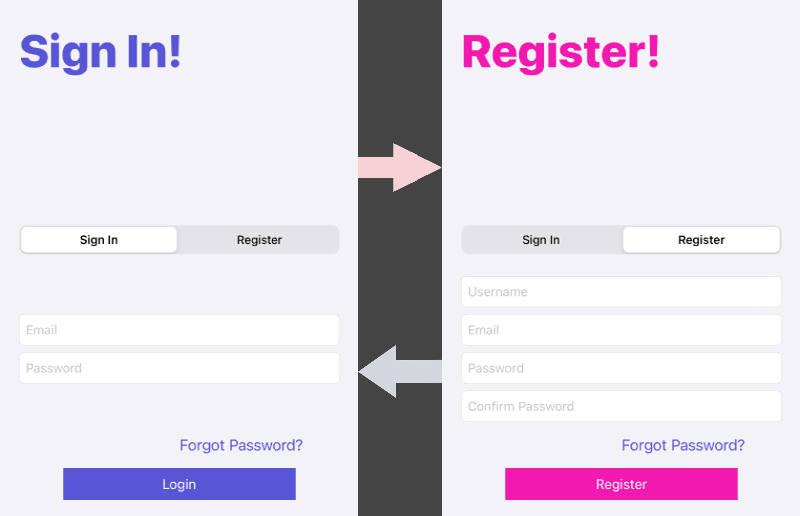 Sign In!
Sign In
Register
Email
Password
Forgot Password?
Login
Register!
Sign In
Register
Username
Email
Password
Confirm Password
Forgot Password?
Register